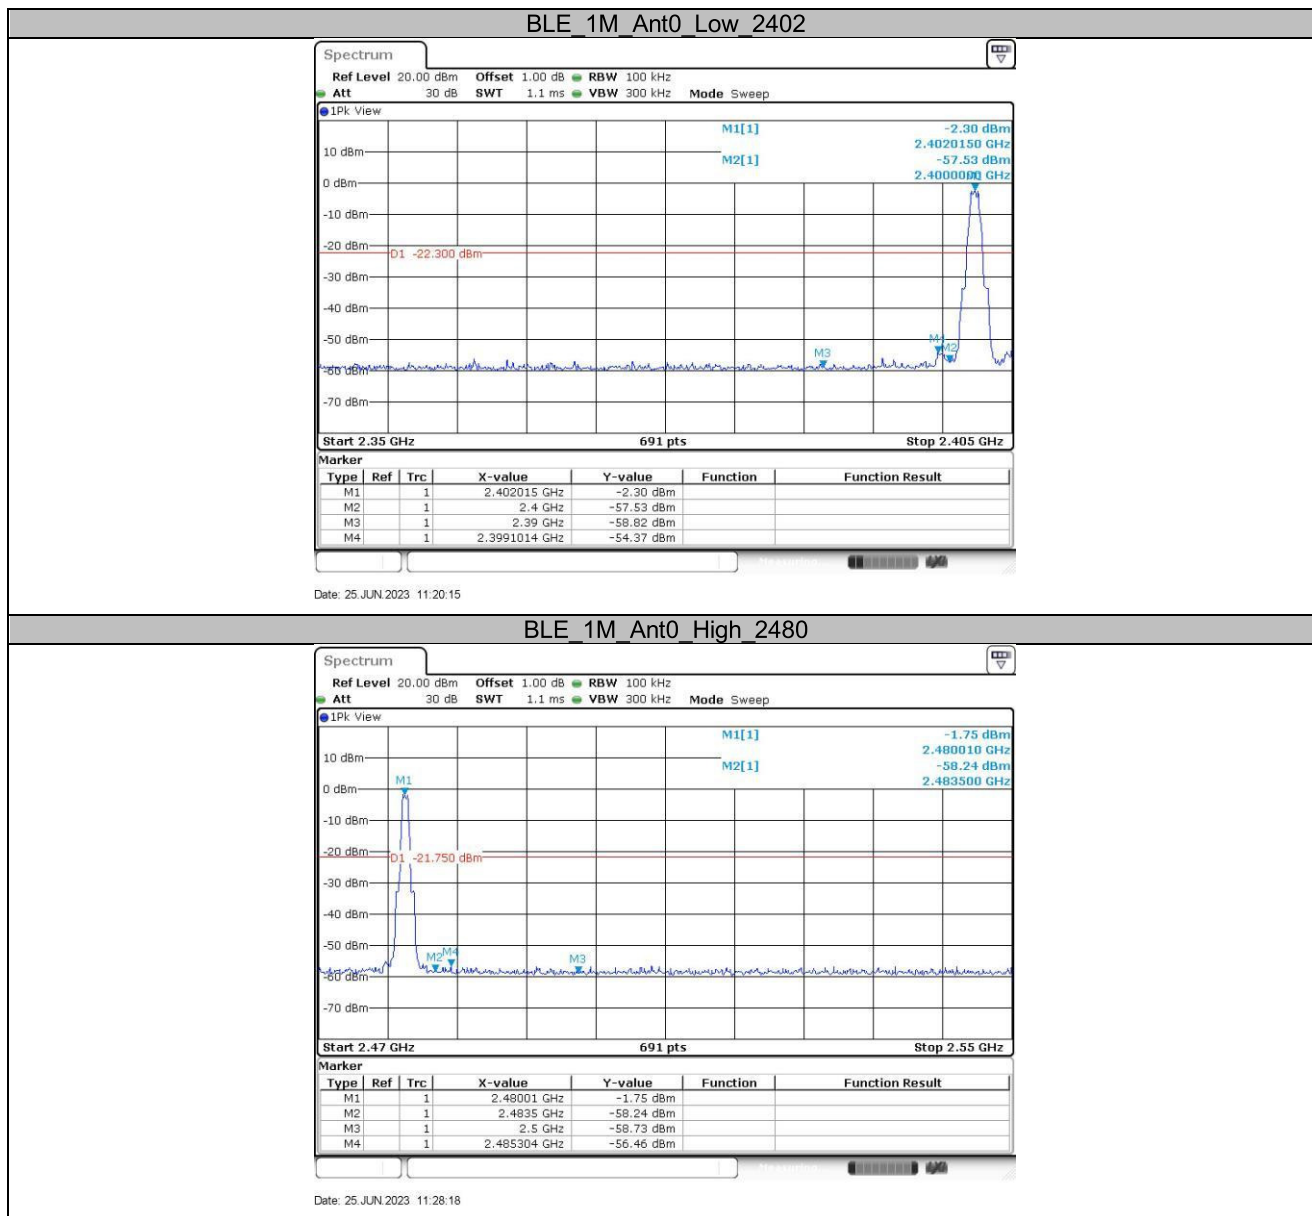 BLE_1M_Ant0_Low_2402
Spectrum
Ref Level 20.00 dBm Offset 1.00 dB RBW 100 kHz
Att 30 dB SWT 1.1 ms VBW 300 kHz Mode Sweep
1Pk View
M1[1] -2.30 dBm
2.4020150 GHz
10 dBm
M2[1] -57.53 dBm
0 dBm
-10 dBm
-20 dBm
D1 -22.300 dBm
-30 dBm
-40 dBm
-50 dBm
M3 M2
-60 dBm
-70 dBm
Start 2.35 GHz 691 pts Stop 2.405 GHz
Marker
Type Ref Trc X-value Y-value Function Function Result
M1 1 2.402015 GHz -2.30 dBm
M2 1 2.4 GHz -57.53 dBm
M3 1 2.39 GHz -58.82 dBm
M4 1 2.3991014 GHz -54.37 dBm
Date: 25.JUN.2023 11:20:15
BLE_1M_Ant0_High_2480
Spectrum
Ref Level 20.00 dBm Offset 1.00 dB RBW 100 kHz
Att 30 dB SWT 1.1 ms VBW 300 kHz Mode Sweep
1Pk View
M1[1] -1.75 dBm
2.480010 GHz
10 dBm
M2[1] -58.24 dBm
2.483500 GHz
M1
0 dBm
-10 dBm
-20 dBm
D1 -21.750 dBm
-30 dBm
-40 dBm
-50 dBm
M2 M4 M3
-60 dBm
-70 dBm
Start 2.47 GHz 691 pts Stop 2.55 GHz
Marker
Type Ref Trc X-value Y-value Function Function Result
M1 1 2.48001 GHz -1.75 dBm
M2 1 2.4835 GHz -58.24 dBm
M3 1 2.5 GHz -58.73 dBm
M4 1 2.485304 GHz -56.46 dBm
Date: 25.JUN.2023 11:28:18